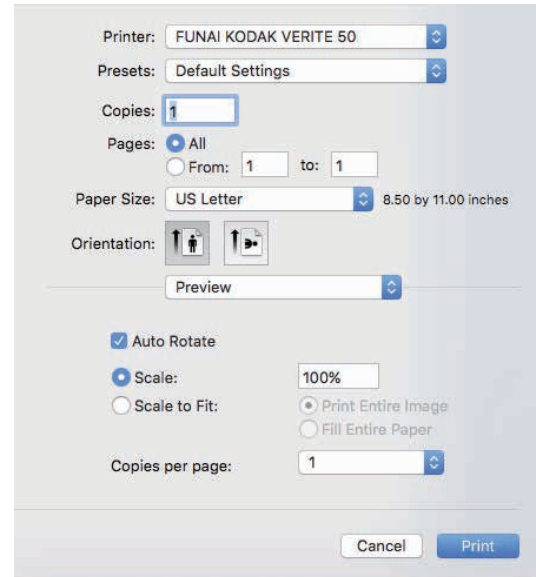 Printer: FUNAI KODAK VERITE 50
Presets: Default Settings
Copies: 1
Pages: All
From: 1 to: 1
Paper Size: US Letter 8.50 by 11.00 inches
Orientation:
Preview
Auto Rotate
Scale: 100%
Scale to Fit: Print Entire Image
Fill Entire Paper
Copies per page: 1
Cancel Print